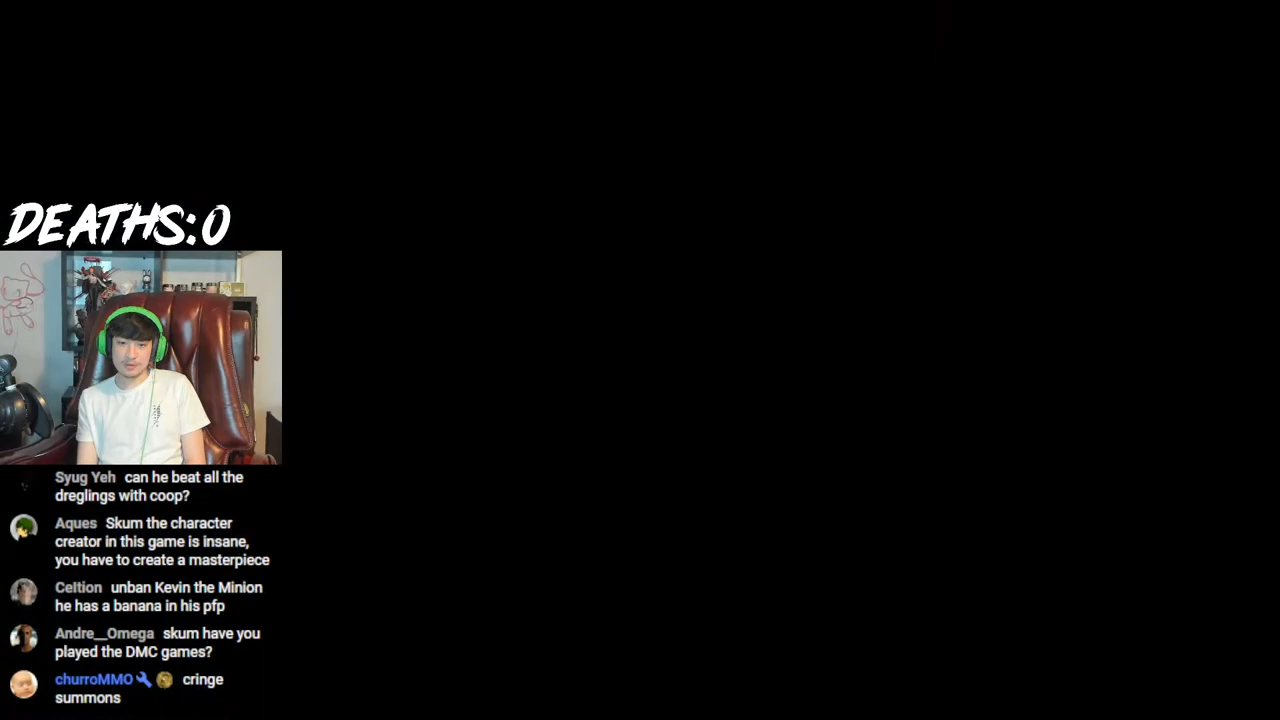 DEATHS:0
Syug Yeh can he beat all the
dreglings with coop?
Aques Skum the character
creator in this game is insane,
you have to create a masterpiece
Celtion unban Kevin the Minion
he has a banana in his pfp
Andre__Omega skum have you
played the DMC games?
churroMMO cringe
summons